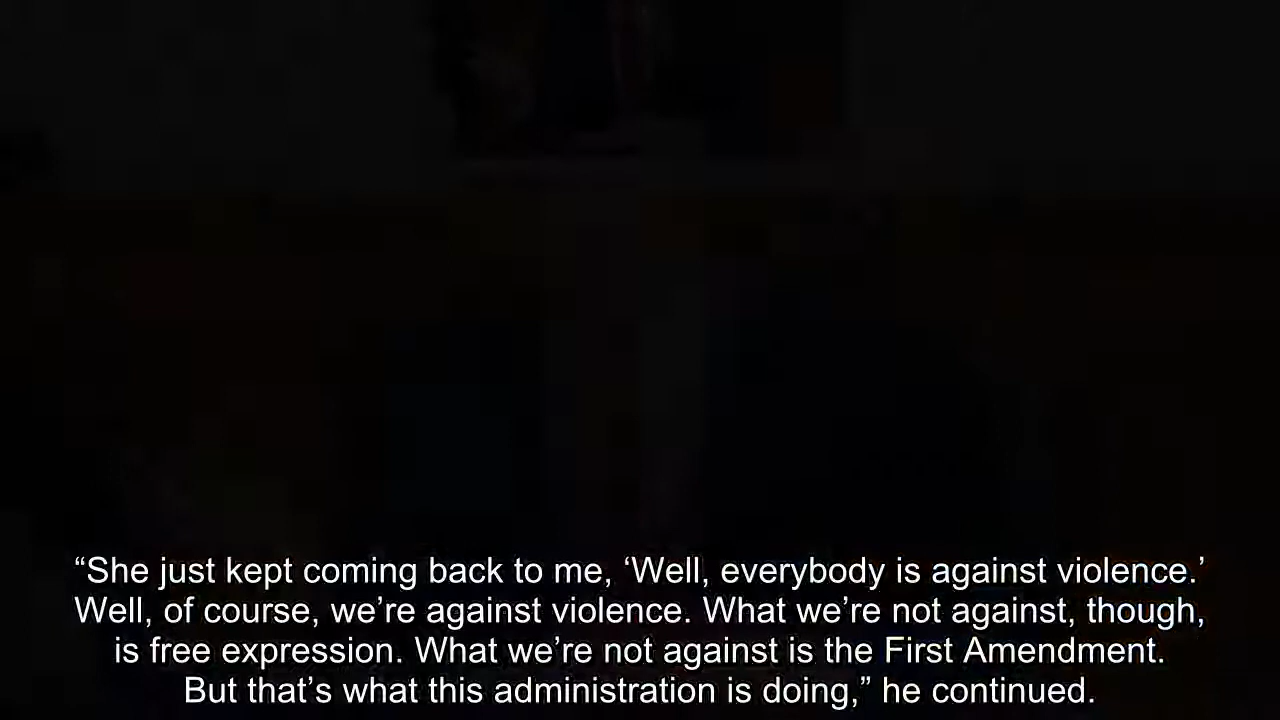 “She just kept coming back to me, ‘Well, everybody is against violence.’
Well, of course, we’re against violence. What we’re not against, though,
is free expression. What we’re not against is the First Amendment.
But that’s what this administration is doing,” he continued.